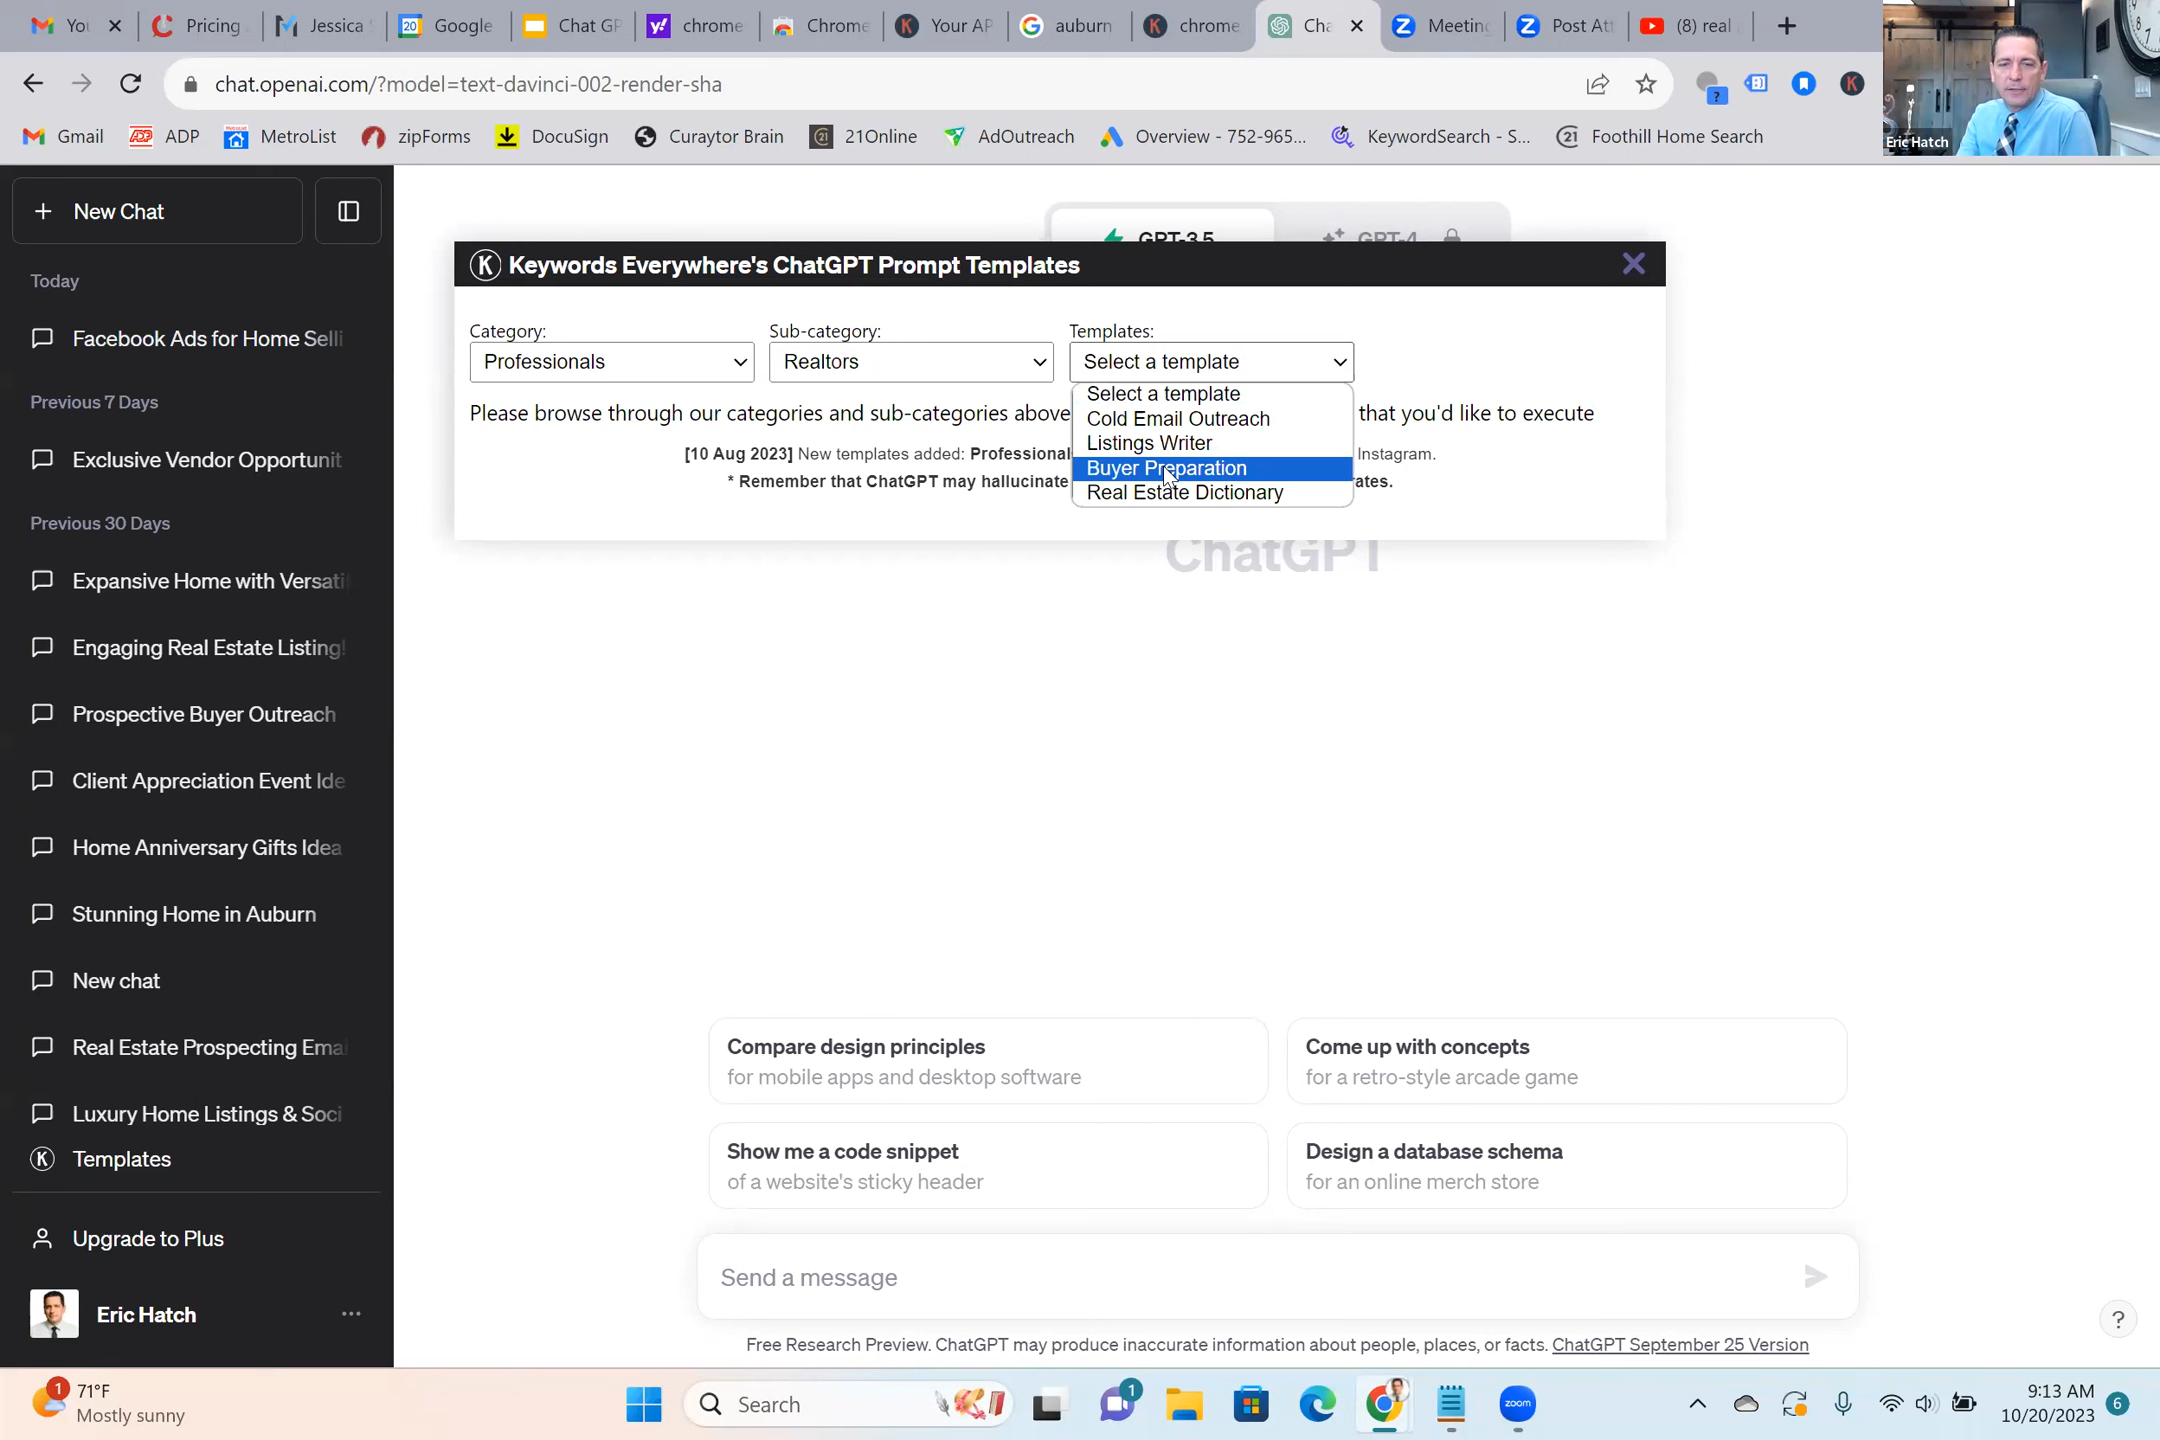 You
Pricing
Jessica
Google
Chat GP
chrome
Chrome
Your AP
auburn
chrome
Cha
Meeting
Post Att
(8) real
chat.openai.com/?model=text-davinci-002-render-sha
Gmail
ADP
MetroList
zipForms
DocuSign
Curaytor Brain
21Online
AdOutreach
Overview - 752-965...
KeywordSearch - S...
Foothill Home Search
Eric Hatch
New Chat
Today
Facebook Ads for Home Selli
Previous 7 Days
Exclusive Vendor Opportunit
Previous 30 Days
Expansive Home with Versati
Engaging Real Estate Listing!
Prospective Buyer Outreach
Client Appreciation Event Ide
Home Anniversary Gifts Idea
Stunning Home in Auburn
New chat
Real Estate Prospecting Ema
Luxury Home Listings & Soci
Templates
Upgrade to Plus
Eric Hatch
GPT-3.5
GPT-4
Keywords Everywhere's ChatGPT Prompt Templates
Category:
Sub-category:
Templates:
Professionals
Realtors
Select a template
Select a template
Cold Email Outreach
Listings Writer
Buyer Preparation
Real Estate Dictionary
Please browse through our categories and sub-categories above that you'd like to execute
[10 Aug 2023] New templates added: Professional Instagram.
* Remember that ChatGPT may hallucinate rates.
ChatGPT
Compare design principles
for mobile apps and desktop software
Come up with concepts
for a retro-style arcade game
Show me a code snippet
of a website's sticky header
Design a database schema
for an online merch store
Send a message
Free Research Preview. ChatGPT may produce inaccurate information about people, places, or facts. ChatGPT September 25 Version
?
1
71°F
Mostly sunny
Search
1
zoom
9:13 AM
10/20/2023
6